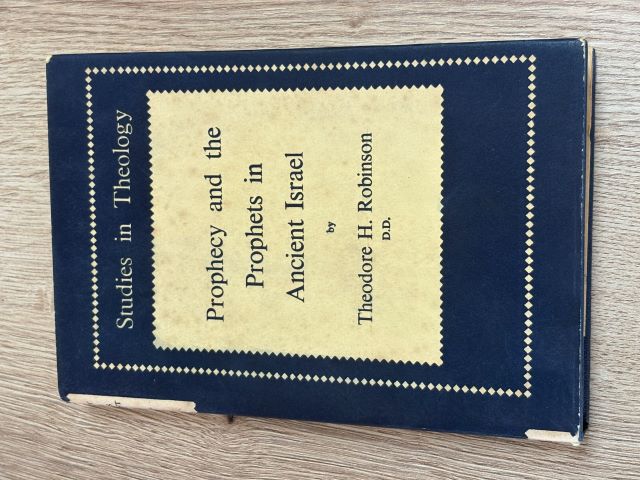 Studies in Theology
Prophecy and the
Prophets in
Ancient Israel
by
Theodore H. Robinson
D.D.